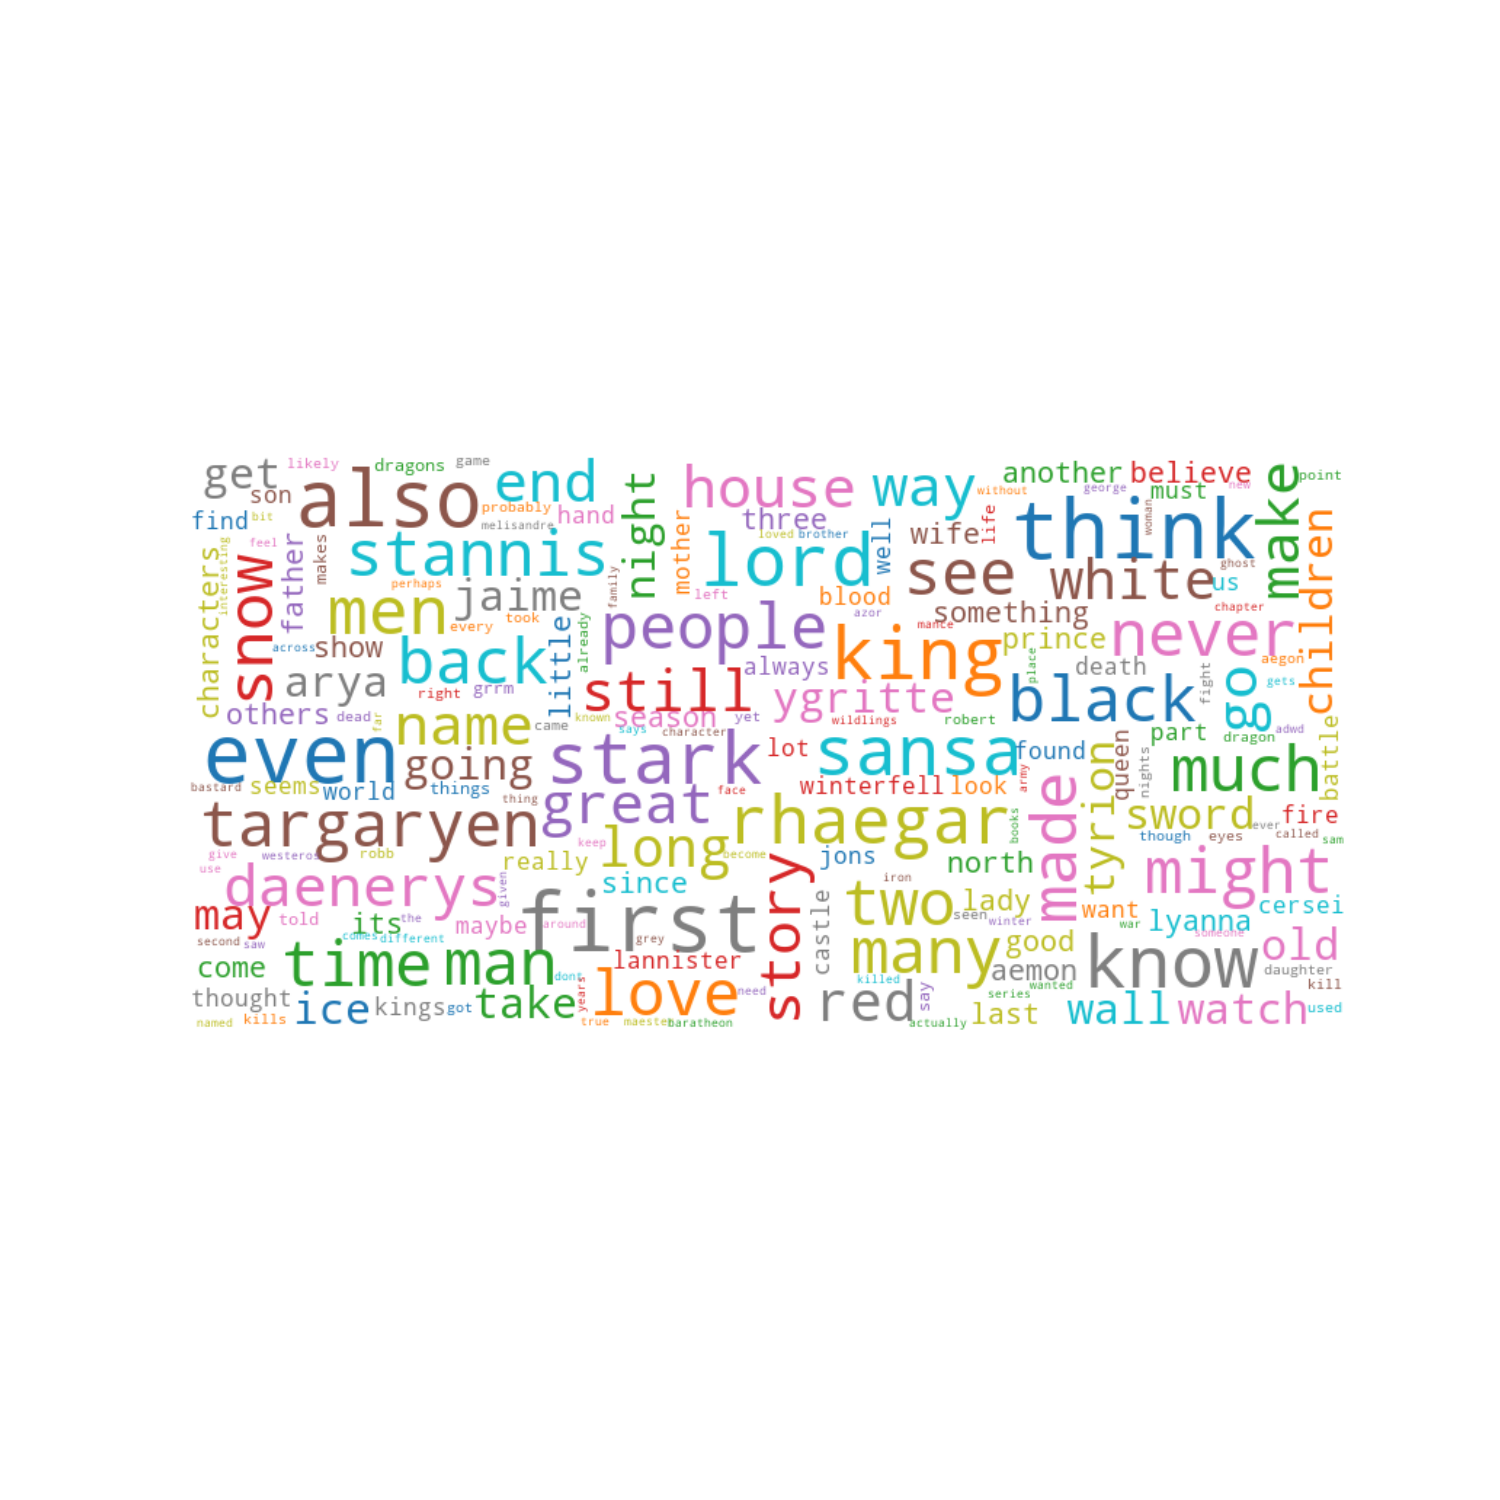 get
likely
dragons
game
son
also
end
probably
melisandre
hand
find
bit
night
house
way
without
another
believe
george
must
new
make
point
three
loved
brother
mother
lord
well
wife
life
think
woman
children
characters
interesting
feel
father
makes
snow
stannis
perhaps
jaime
family
left
blood
azor
see
white
us
ghost
chapter
men
every
took
people
king
mance
something
prince
never
across
show
back
little
already
always
place
death
fight
go
aegon
gets
arya
right
grrm
still
ygritte
black
others
dead
far
name
came
known
season
says
yet
character
wildlings
robert
part
dragon
adwd
battle
even
going
stark
lot
sansa
found
queen
nights
much
bastard
seems
world
things
thing
great
face
winterfell
look
army
made
tyrion
sword
fire
targaryen
rhaegar
books
though
eyes
ever
called
sam
give
westeros
robb
use
really
keep
long
become
jons
north
might
daenerys
given
since
story
iron
two
lady
want
cersei
may
told
its
the
maybe
first
around
castle
seen
winter
war
lyanna
someone
second
saw
comes
different
grey
many
good
know
old
come
time
man
dont
lannister
killed
aemon
wanted
daughter
kill
thought
ice
kings
got
take
years
love
need
red
say
series
last
wall
watch
used
named
kills
true
maester
baratheon
actually